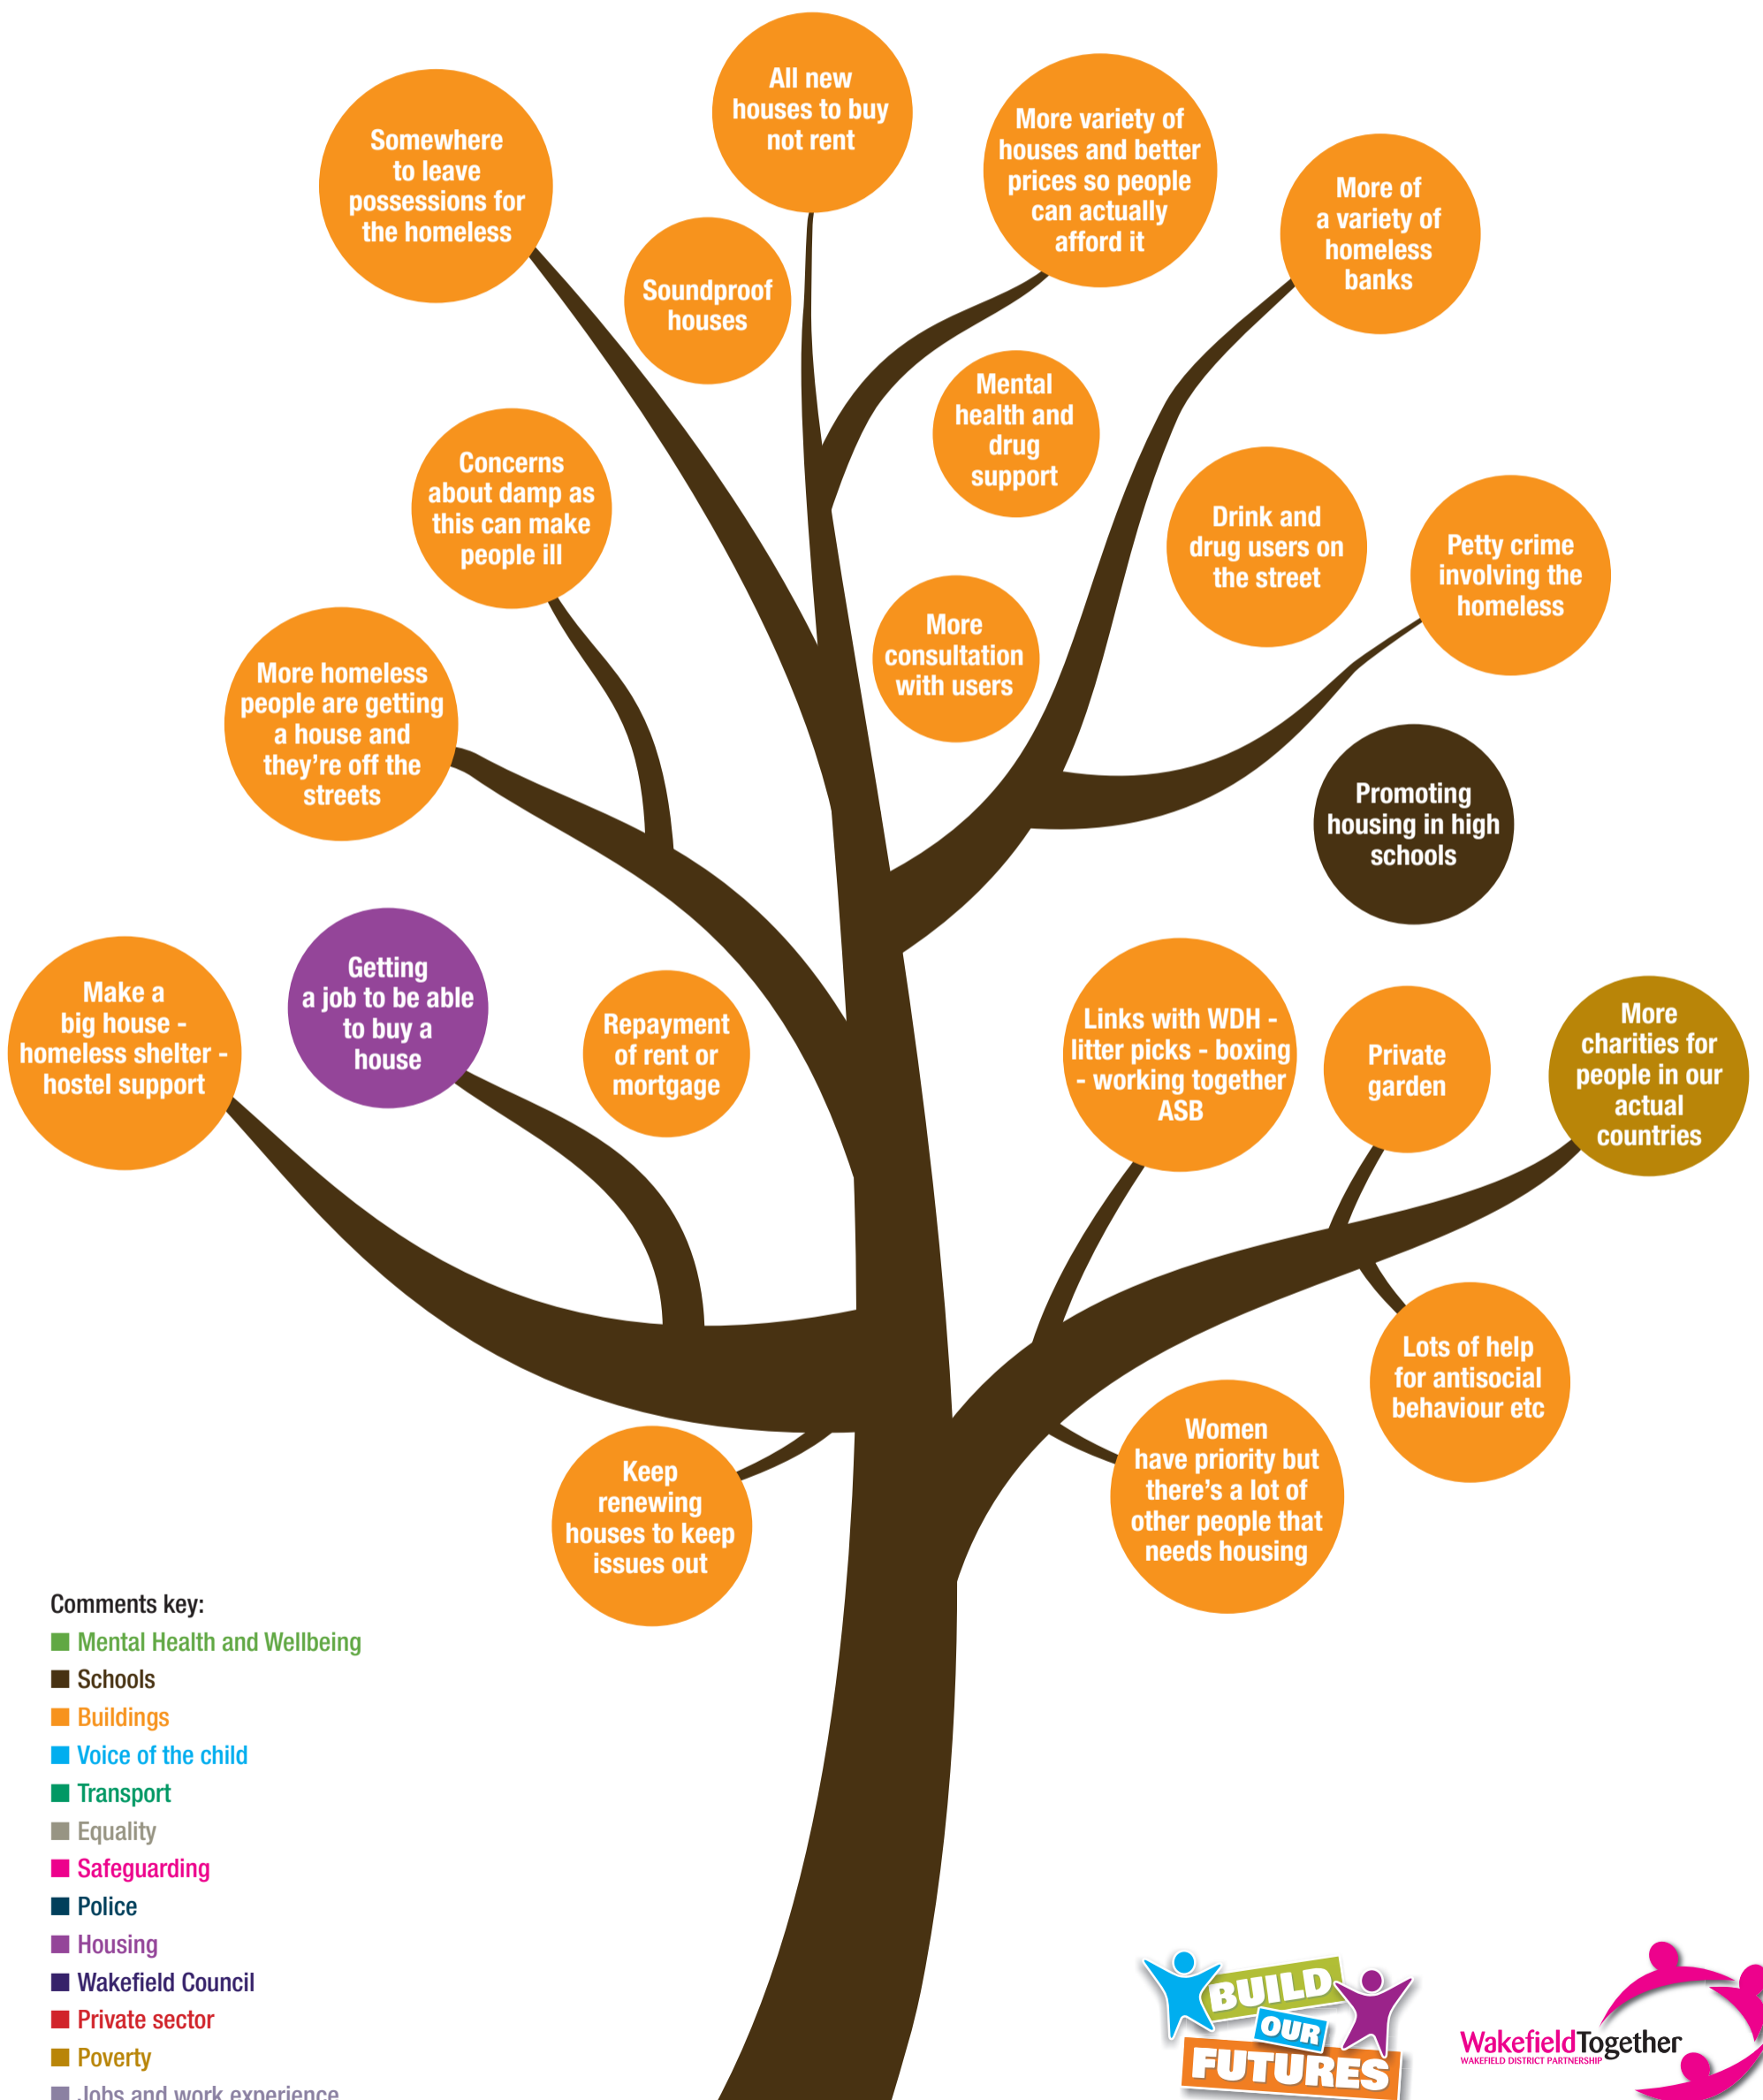 All new
houses to buy
not rent
Somewhere
to leave
possessions for
the homeless
More variety of
houses and better
prices so people
can actually
afford it
More of
a variety of
homeless
banks
Soundproof
houses
Mental
health and
drug
support
Concerns
about damp as
this can make
people ill
Drink and
drug users on
the street
Petty crime
involving the
homeless
More
consultation
with users
More homeless
people are getting
a house and
they're off the
streets
Promoting
housing in high
schools
Make a
big house -
homeless shelter -
hostel support
Getting
a job to be able
to buy a
house
Repayment
of rent or
mortgage
Links with WDH -
litter picks - boxing
- working together
ASB
Private
garden
More
charities for
people in our
actual
countries
Lots of help
for antisocial
behaviour etc
Women
have priority but
there's a lot of
other people that
needs housing
Keep
renewing
houses to keep
issues out
Comments key:
Mental Health and Wellbeing
Schools
Buildings
Voice of the child
Transport
Equality
Safeguarding
Police
Housing
Wakefield Council
Private sector
Poverty
Jobs and work experience
BUILD
OUR
FUTURES
WakefieldTogether
WAKEFIELD DISTRICT PARTNERSHIP